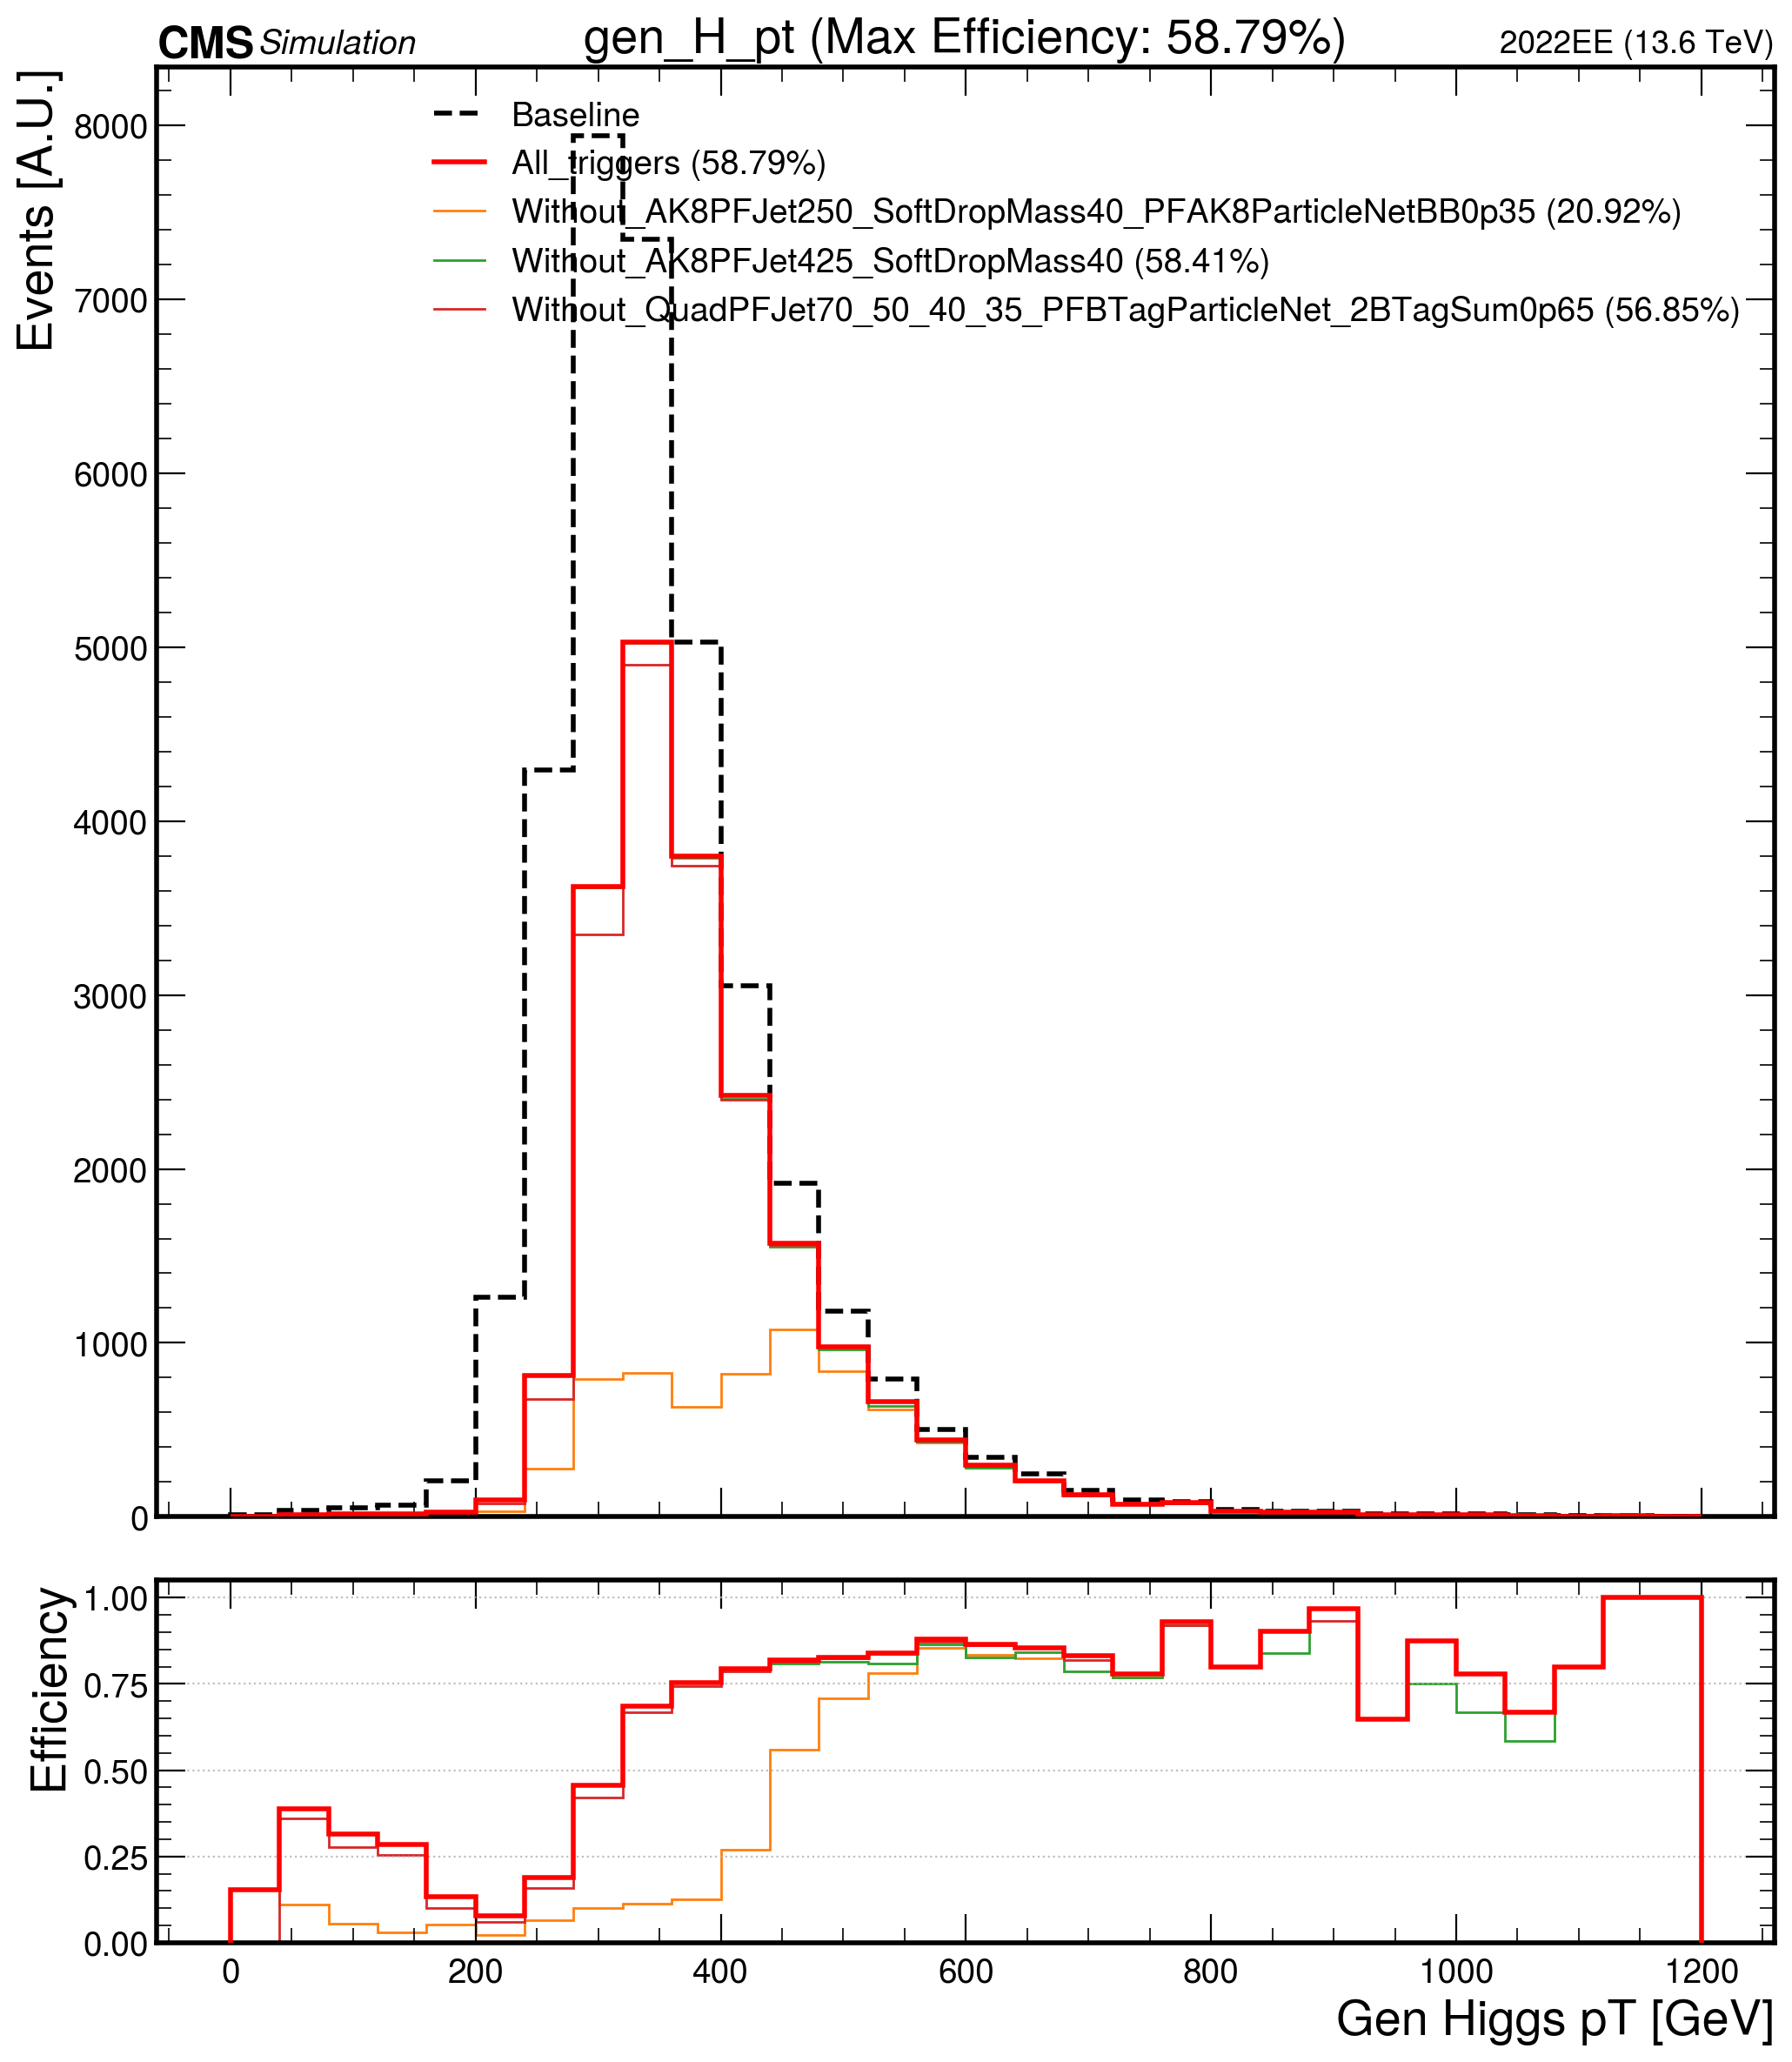 CMS Simulation gen_H_pt (Max Efficiency: 58.79%) 2022EE (13.6 TeV)
Events [A.U.]
Baseline
All_triggers (58.79%)
Without_AK8PFJet250_SoftDropMass40_PFAK8ParticleNetBB0p35 (20.92%)
Without_AK8PFJet425_SoftDropMass40 (58.41%)
Without_QuadPFJet70_50_40_35_PFBTagParticleNet_2BTagSum0p65 (56.85%)
8000
7000
6000
5000
4000
3000
2000
1000
0
Efficiency
1.00
0.75
0.50
0.25
0.00
0 200 400 600 800 1000 1200
Gen Higgs pT [GeV]